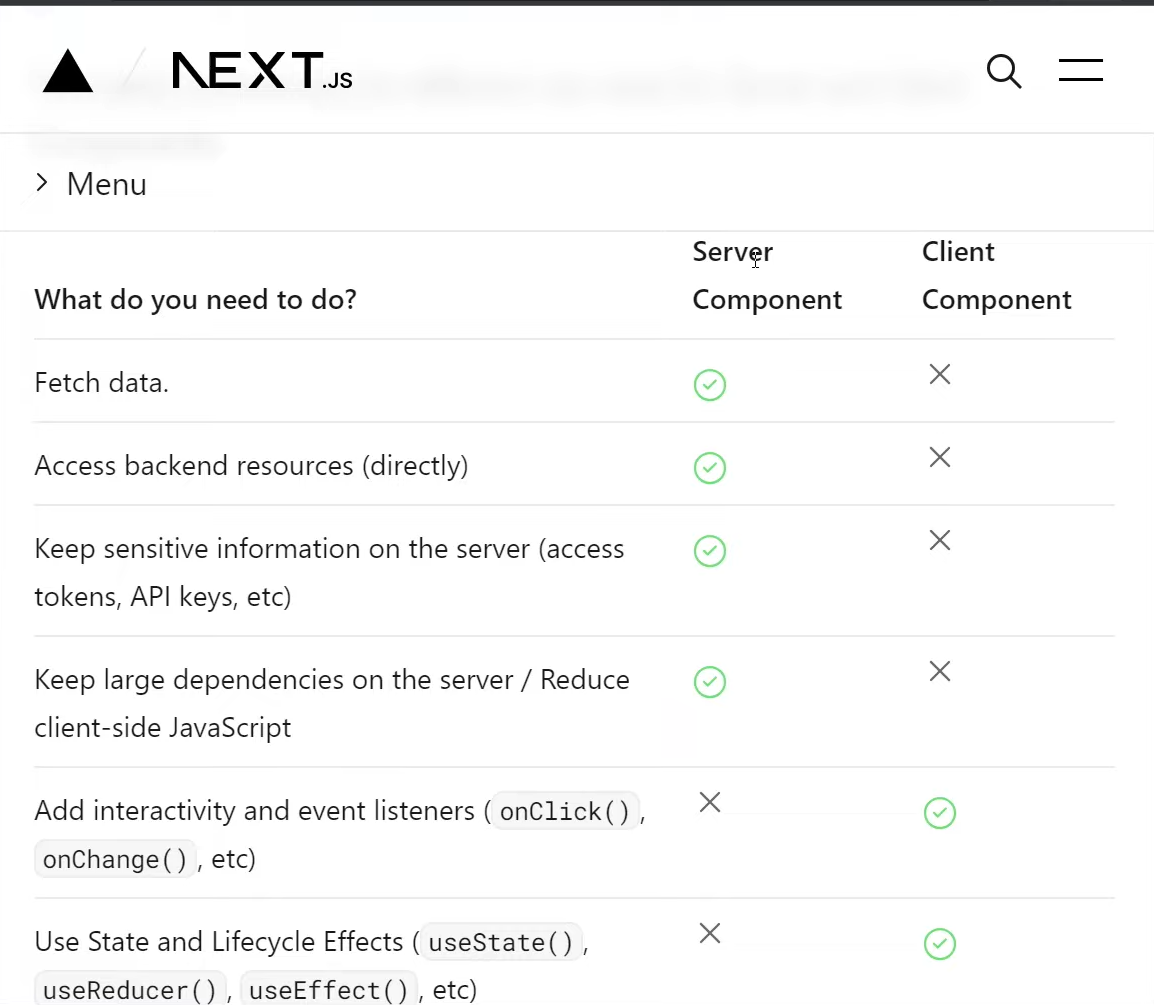 NEXT.JS
Menu
Server Component
Client Component
What do you need to do?
Fetch data.
Access backend resources (directly)
Keep sensitive information on the server (access
tokens, API keys, etc)
Keep large dependencies on the server / Reduce
client-side JavaScript
Add interactivity and event listeners ( onClick() ,
onChange() , etc)
Use State and Lifecycle Effects ( useState() ,
useReducer() , useEffect() , etc)